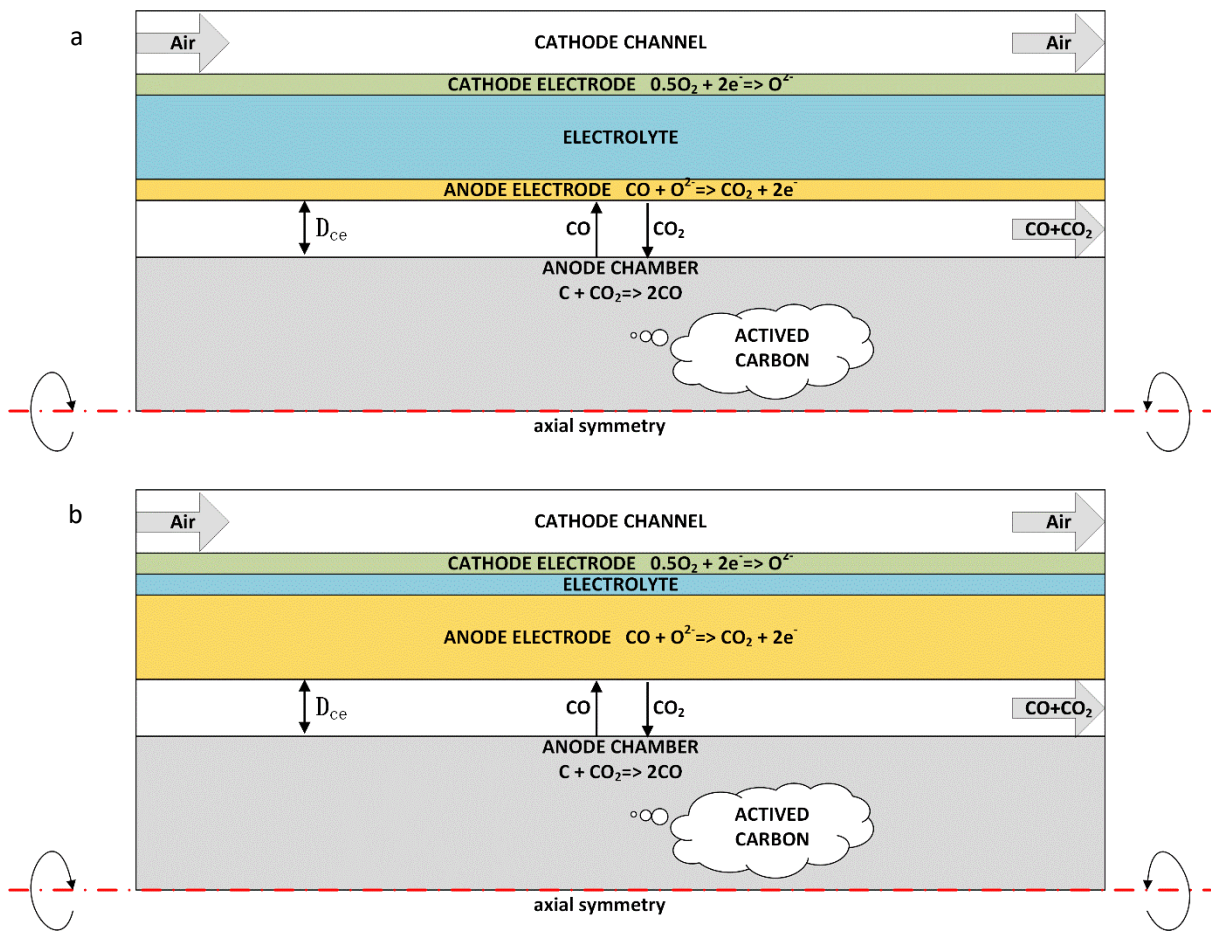 a
Air
CATHODE CHANNEL
Air
CATHODE ELECTRODE 0.5O₂ + 2e⁻=> O²⁻
ELECTROLYTE
ANODE ELECTRODE CO + O²⁻=> CO₂ + 2e⁻
D_ce
CO
CO₂
CO+CO₂
ANODE CHAMBER
C + CO₂=> 2CO
ACTIVED
CARBON
axial symmetry
b
Air
CATHODE CHANNEL
Air
CATHODE ELECTRODE 0.5O₂ + 2e⁻=> O²⁻
ELECTROLYTE
ANODE ELECTRODE CO + O²⁻=> CO₂ + 2e⁻
D_ce
CO
CO₂
CO+CO₂
ANODE CHAMBER
C + CO₂=> 2CO
ACTIVED
CARBON
axial symmetry